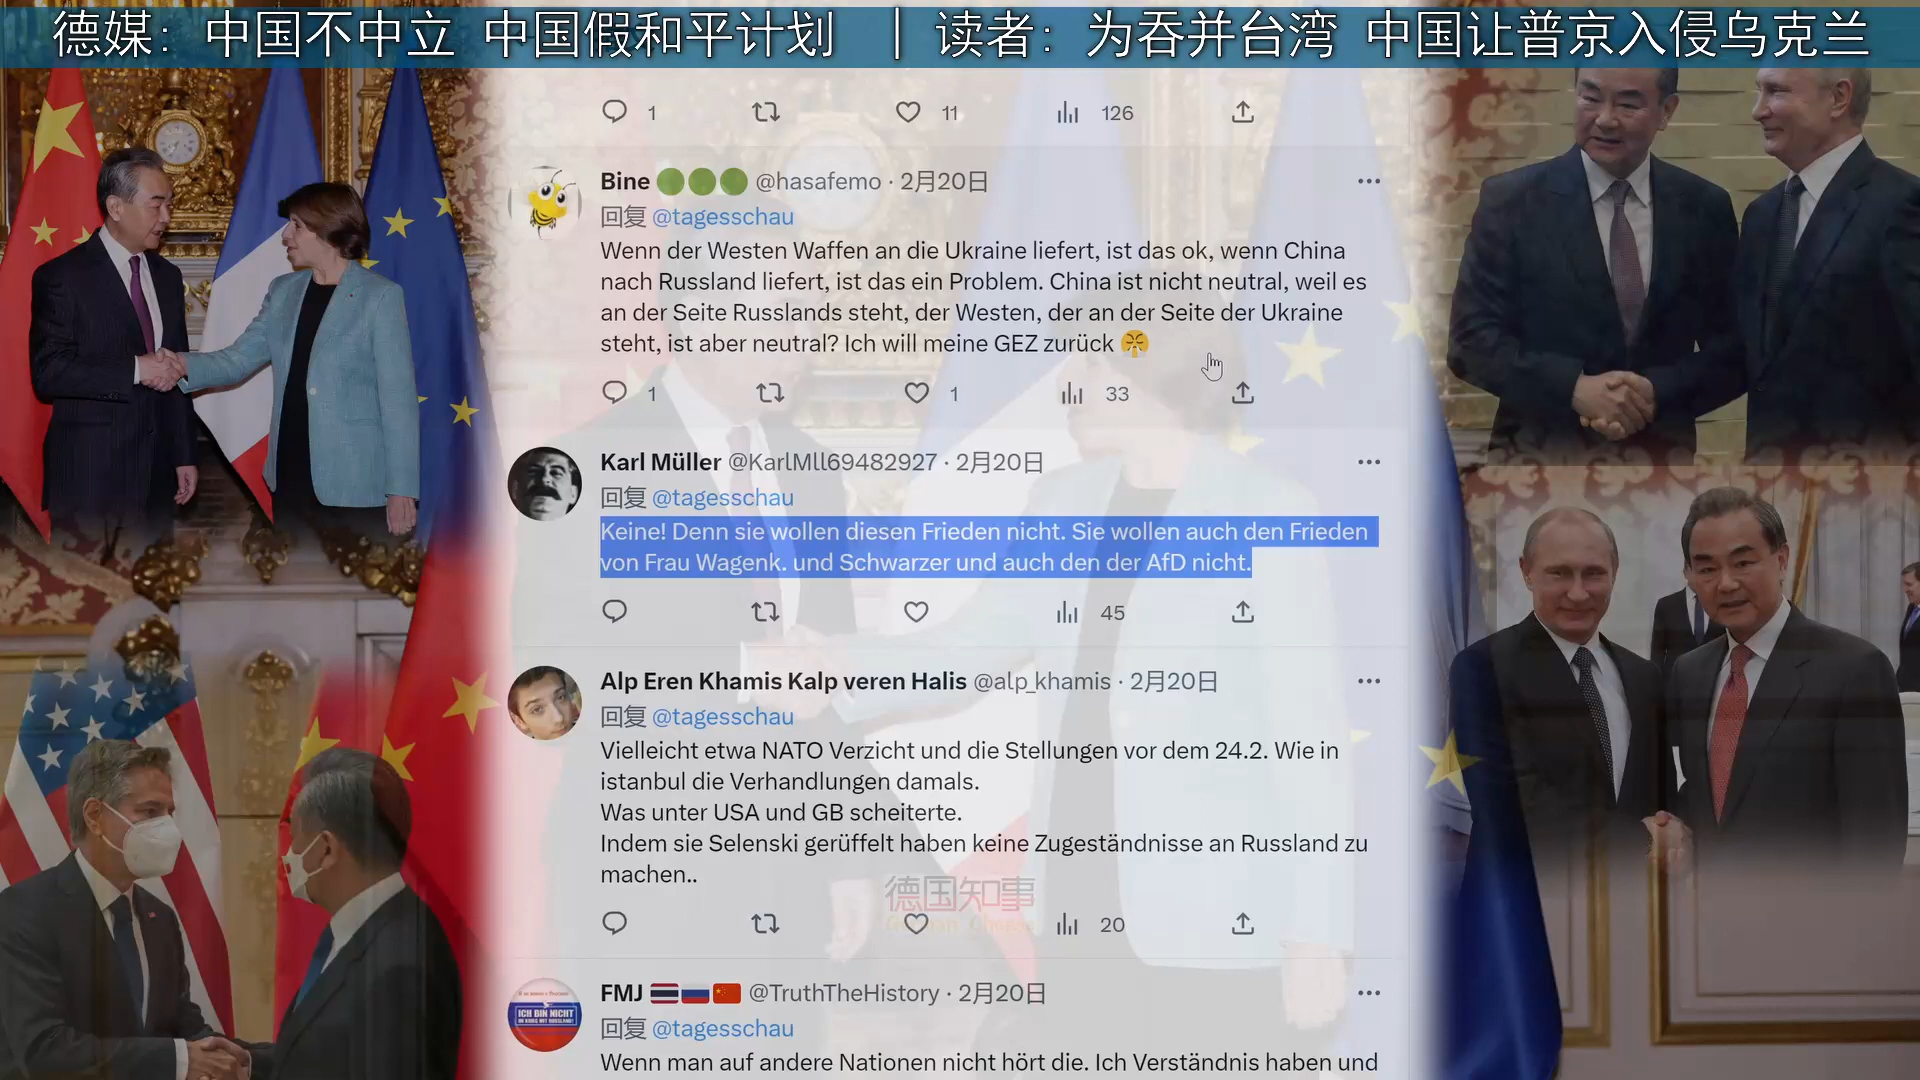 德媒：中国不中立 中国假和平计划 ｜ 读者：为吞并台湾 中国让普京入侵乌克兰
1 11 126
Bine @hasafemo · 2月20日
回复 @tagesschau
Wenn der Westen Waffen an die Ukraine liefert, ist das ok, wenn China
nach Russland liefert, ist das ein Problem. China ist nicht neutral, weil es
an der Seite Russlands steht, der Westen, der an der Seite der Ukraine
steht, ist aber neutral? Ich will meine GEZ zurück
1 1 33
Karl Müller @KarlMll69482927 · 2月20日
回复 @tagesschau
Keine! Denn sie wollen diesen Frieden nicht. Sie wollen auch den Frieden
von Frau Wagenk. und Schwarzer und auch den der AfD nicht.
45
Alp Eren Khamis Kalp veren Halis @alp_khamis · 2月20日
回复 @tagesschau
Vielleicht etwa NATO Verzicht und die Stellungen vor dem 24.2. Wie in
istanbul die Verhandlungen damals.
Was unter USA und GB scheiterte.
Indem sie Selenski gerüffelt haben keine Zugeständnisse an Russland zu
machen..
德国知事
20
FMJ @TruthTheHistory · 2月20日
ICH BIN NICHT
回复 @tagesschau
Wenn man auf andere Nationen nicht hört die. Ich Verständnis haben und